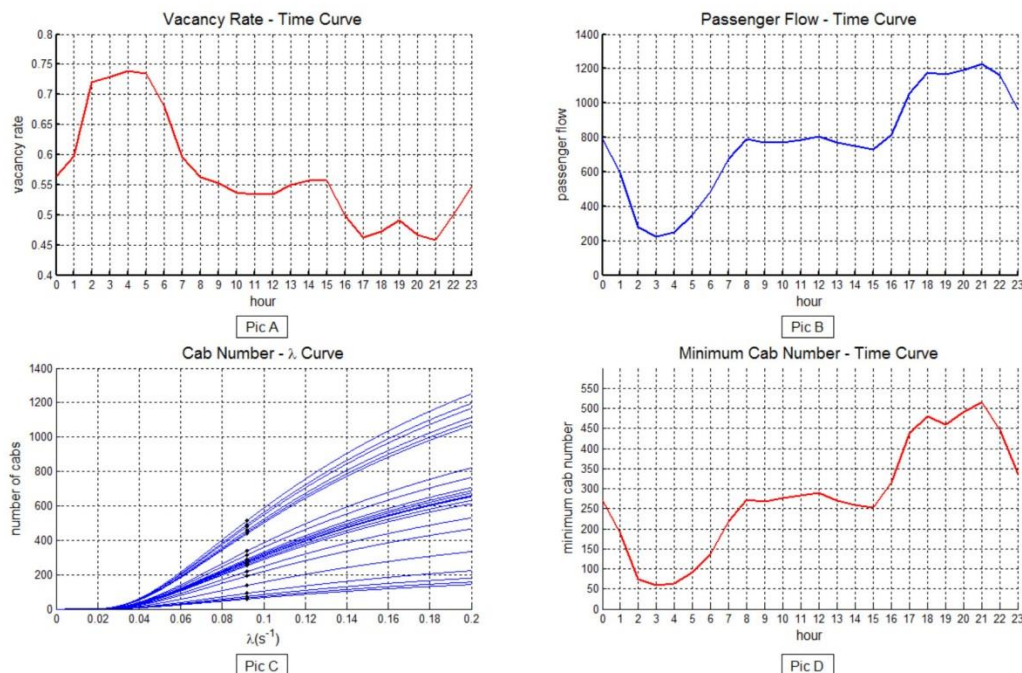 Vacancy Rate - Time Curve
0.8
0.75
0.7
0.65
0.6
0.55
0.5
0.45
0.4
vacancy rate
0 1 2 3 4 5 6 7 8 9 10 11 12 13 14 15 16 17 18 19 20 21 22 23
hour
Pic A
Passenger Flow - Time Curve
1400
1200
1000
800
600
400
200
0
passenger flow
0 1 2 3 4 5 6 7 8 9 10 11 12 13 14 15 16 17 18 19 20 21 22 23
hour
Pic B
Cab Number - λ Curve
1400
1200
1000
800
600
400
200
0
number of cabs
0 0.02 0.04 0.06 0.08 0.1 0.12 0.14 0.16 0.18 0.2
λ(s⁻¹)
Pic C
Minimum Cab Number - Time Curve
550
500
450
400
350
300
250
200
150
100
50
0
minimum cab number
0 1 2 3 4 5 6 7 8 9 10 11 12 13 14 15 16 17 18 19 20 21 22 23
hour
Pic D